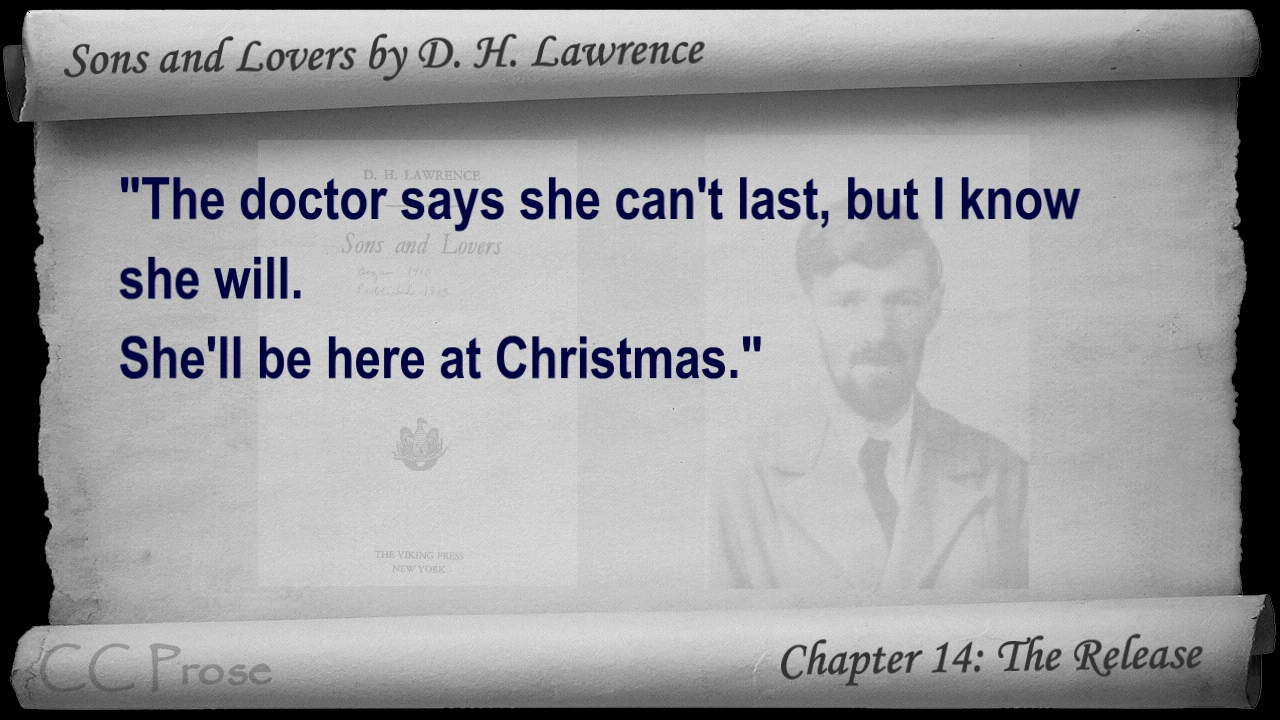 Sons and Lovers by D. H. Lawrence
D. H. LAWRENCE
"The doctor says she can't last, but I know
Sons and Lovers
she will.
She'll be here at Christmas."
THE VIKING PRESS
NEW YORK
CC Prose
Chapter 14: The Release